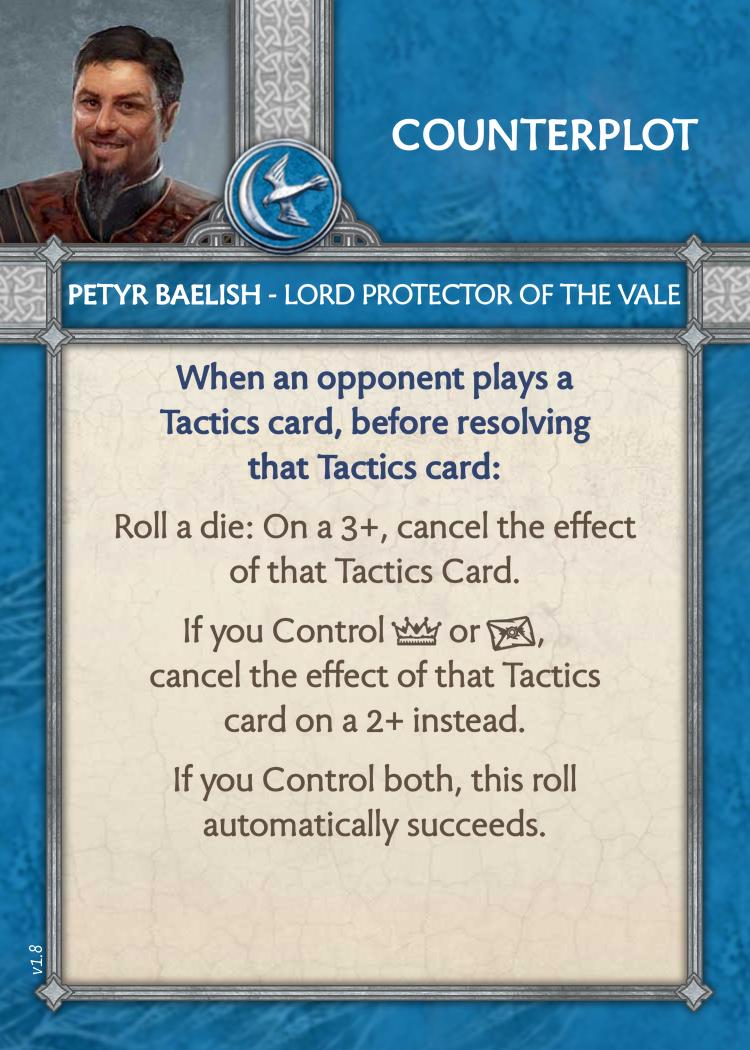 COUNTERPLOT
PETYR BAELISH - LORD PROTECTOR OF THE VALE
When an opponent plays a
Tactics card, before resolving
that Tactics card:
Roll a die: On a 3+, cancel the effect
of that Tactics Card.
If you Control or ,
cancel the effect of that Tactics
card on a 2+ instead.
If you Control both, this roll
automatically succeeds.
v1.8